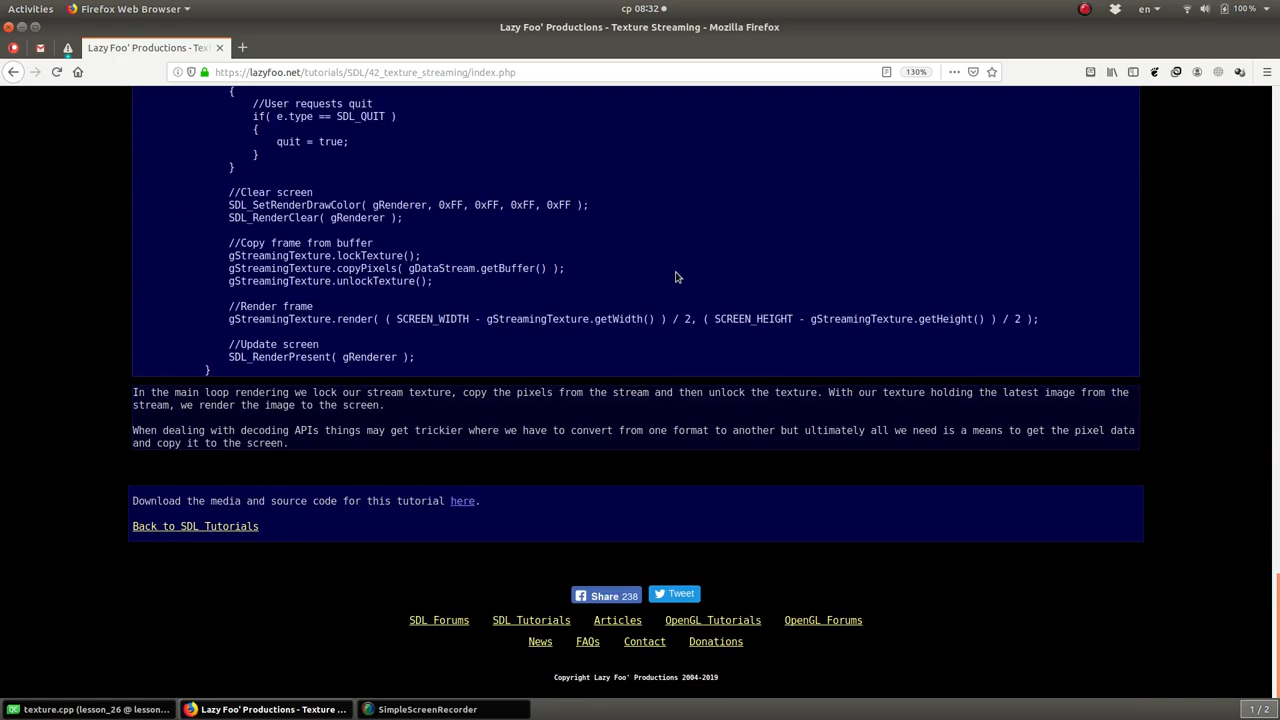 Activities
Firefox Web Browser
ср 08:32
en
100 %
Lazy Foo' Productions - Texture Streaming - Mozilla Firefox
Lazy Foo' Productions - Text
https://lazyfoo.net/tutorials/SDL/42_texture_streaming/index.php
130%
{
//User requests quit
if( e.type == SDL_QUIT )
{
quit = true;
}
}
//Clear screen
SDL_SetRenderDrawColor( gRenderer, 0xFF, 0xFF, 0xFF, 0xFF );
SDL_RenderClear( gRenderer );
//Copy frame from buffer
gStreamingTexture.lockTexture();
gStreamingTexture.copyPixels( gDataStream.getBuffer() );
gStreamingTexture.unlockTexture();
//Render frame
gStreamingTexture.render( ( SCREEN_WIDTH - gStreamingTexture.getWidth() ) / 2, ( SCREEN_HEIGHT - gStreamingTexture.getHeight() ) / 2 );
//Update screen
SDL_RenderPresent( gRenderer );
}
In the main loop rendering we lock our stream texture, copy the pixels from the stream and then unlock the texture. With our texture holding the latest image from the
stream, we render the image to the screen.
When dealing with decoding APIs things may get trickier where we have to convert from one format to another but ultimately all we need is a means to get the pixel data
and copy it to the screen.
Download the media and source code for this tutorial here.
Back to SDL Tutorials
Share 238
Tweet
SDL Forums SDL Tutorials Articles OpenGL Tutorials OpenGL Forums
News FAQs Contact Donations
Copyright Lazy Foo' Productions 2004-2019
texture.cpp (lesson_26 @ lesson...
Lazy Foo' Productions - Texture ...
SimpleScreenRecorder
1 / 2